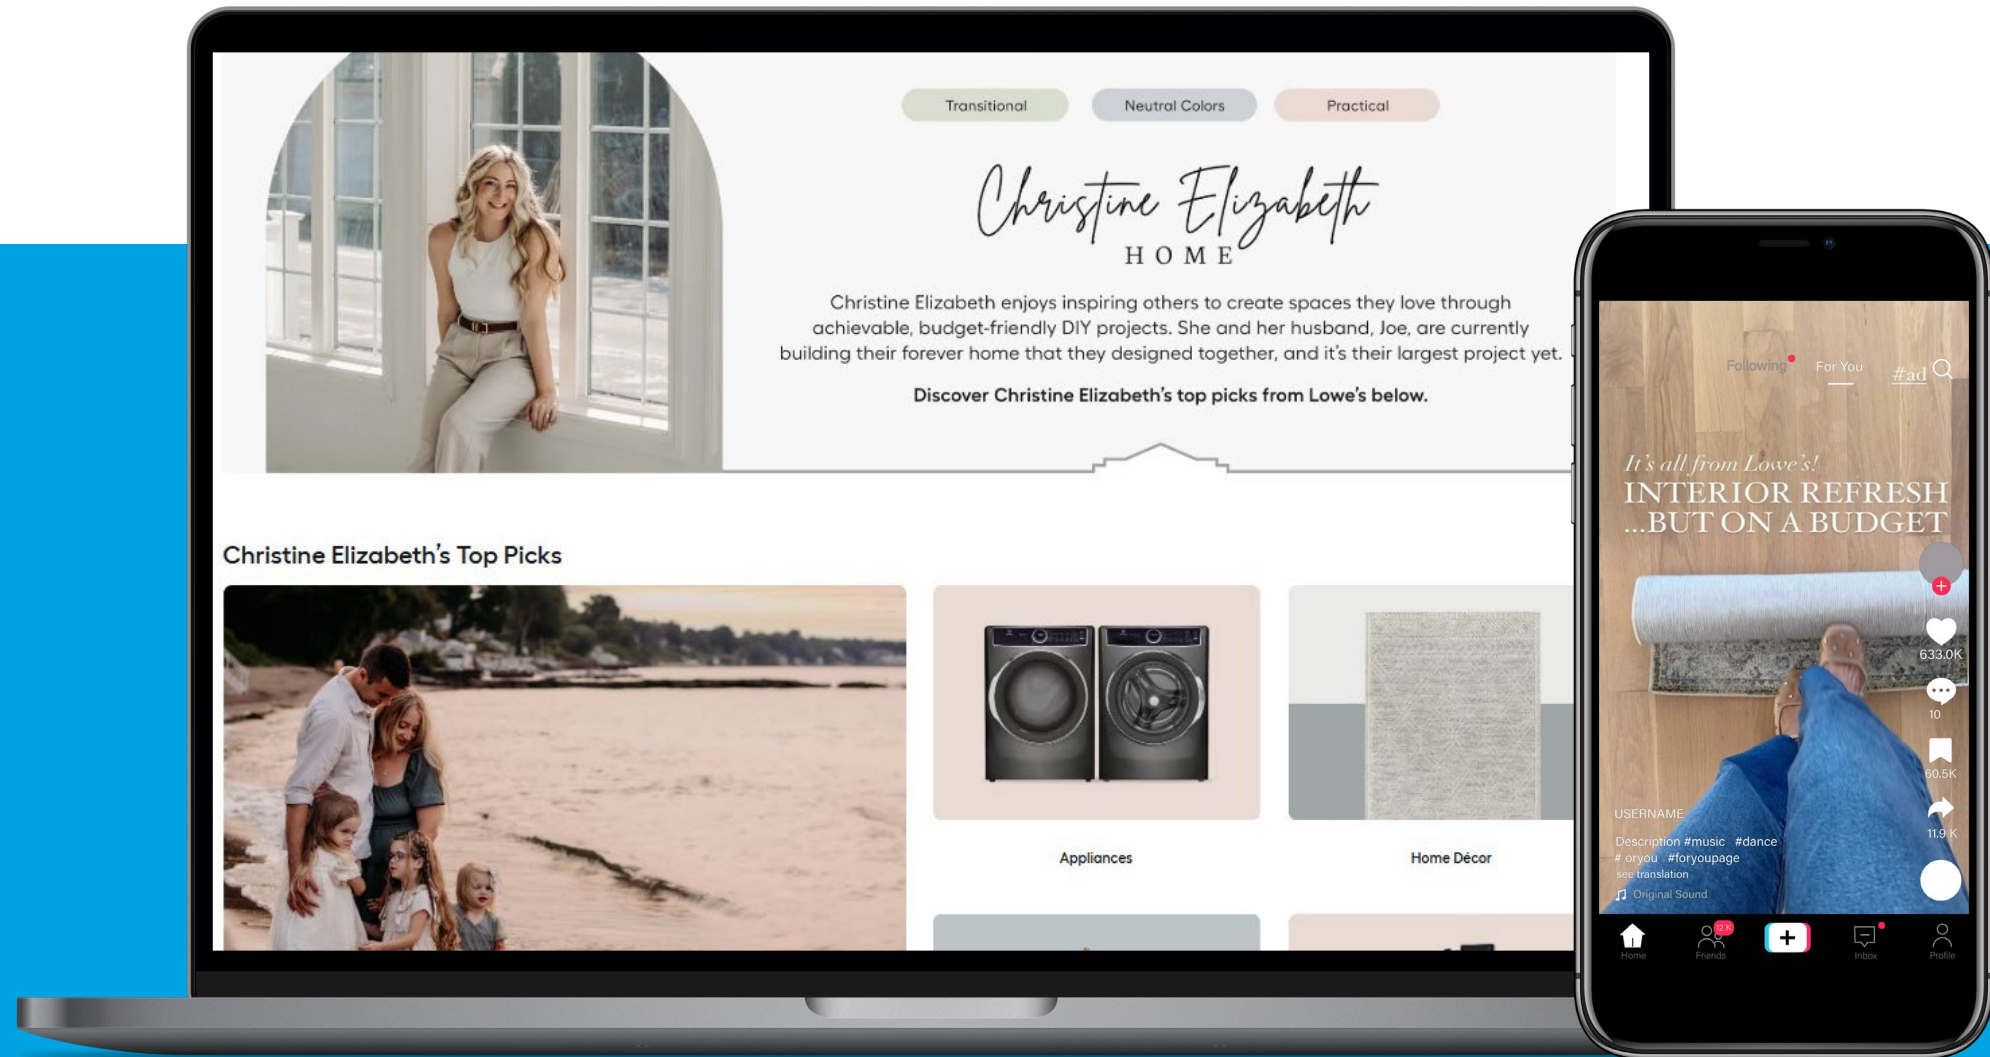 Transitional
Neutral Colors
Practical
Christine Elizabeth
HOME
Christine Elizabeth enjoys inspiring others to create spaces they love through
achievable, budget-friendly DIY projects. She and her husband, Joe, are currently
building their forever home that they designed together, and it's their largest project yet.
Discover Christine Elizabeth's top picks from Lowe's below.
Christine Elizabeth's Top Picks
Appliances
Home Décor
Following
For You
#ad
It's all from Lowe's!
INTERIOR REFRESH
...BUT ON A BUDGET
633.0K
10
60.5K
11.9 K
USERNAME
Description #music #dance
# oryou #foryoupage
see translation
Original Sound
Home
12 K
Friends
Inbox
Profile